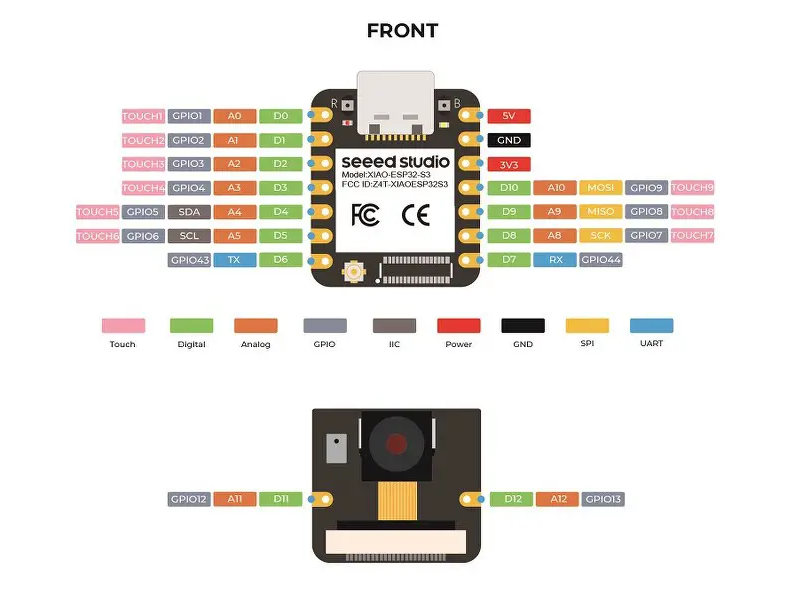 FRONT
R B
TOUCH1 GPIO1 A0 D0 5V
TOUCH2 GPIO2 A1 D1 GND
TOUCH3 GPIO3 A2 D2 3V3
TOUCH4 GPIO4 A3 D3 D10 A10 MOSI GPIO9 TOUCH9
TOUCH5 GPIO5 SDA A4 D4 D9 A9 MISO GPIO8 TOUCH8
TOUCH6 GPIO6 SCL A5 D5 D8 A8 SCK GPIO7 TOUCH7
GPIO43 TX D6 D7 RX GPIO44
seeed studio
Model:XIAO-ESP32-S3
FCC ID:Z4T-XIAOESP32S3
FC CE
Touch Digital Analog GPIO IIC Power GND SPI UART
GPIO12 A11 D11 D12 A12 GPIO13